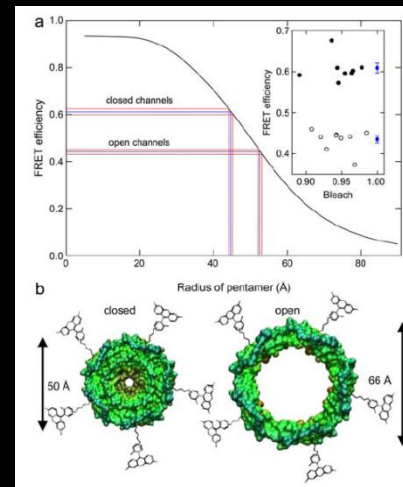 a
FRET efficiency
1.0
0.8
0.6
0.4
0.2
0.0
closed channels
open channels
0
20
40
60
80
Radius of pentamer (Å)
FRET efficiency
0.7
0.6
0.5
0.4
0.90
0.95
1.00
Bleach
b
closed
open
50 Å
66 Å